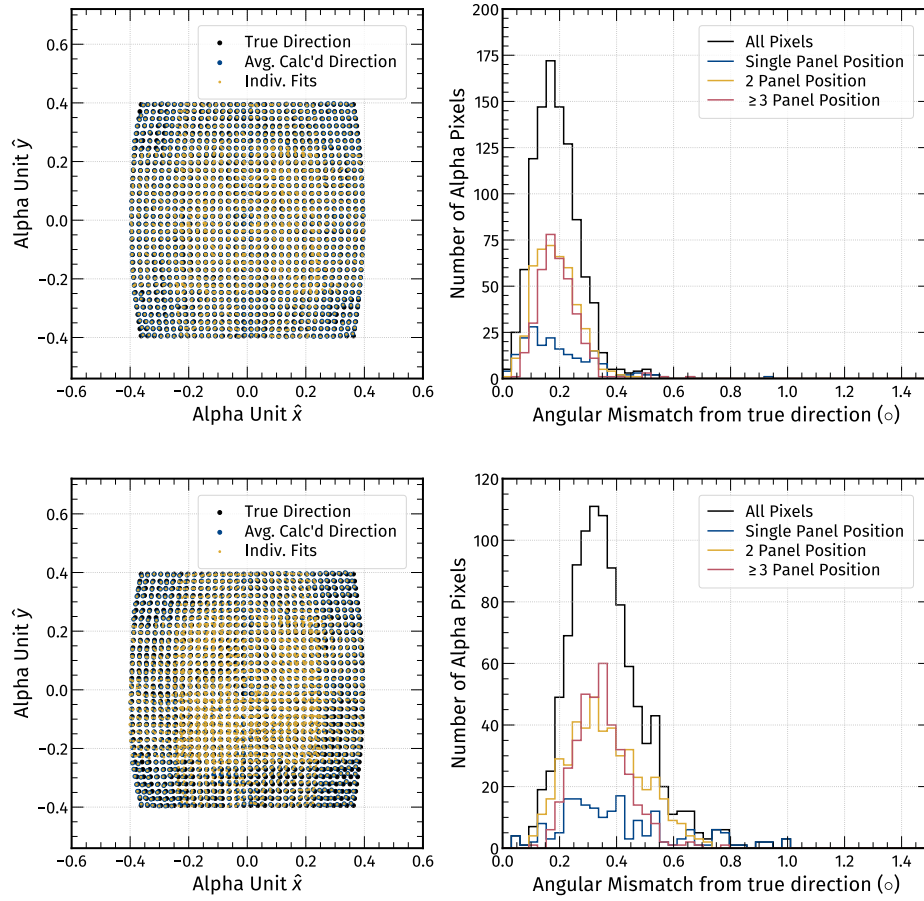 True Direction
Avg. Calc'd Direction
Indiv. Fits
0.6
0.4
0.2
0.0
−0.2
−0.4
Alpha Unit ŷ
−0.6 −0.4 −0.2 0.0 0.2 0.4 0.6
Alpha Unit x̂
All Pixels
Single Panel Position
2 Panel Position
≥3 Panel Position
200
175
150
125
100
75
50
25
0
Number of Alpha Pixels
0.0 0.2 0.4 0.6 0.8 1.0 1.2 1.4
Angular Mismatch from true direction (○)
True Direction
Avg. Calc'd Direction
Indiv. Fits
0.6
0.4
0.2
0.0
−0.2
−0.4
Alpha Unit ŷ
−0.6 −0.4 −0.2 0.0 0.2 0.4 0.6
Alpha Unit x̂
All Pixels
Single Panel Position
2 Panel Position
≥3 Panel Position
120
100
80
60
40
20
0
Number of Alpha Pixels
0.0 0.2 0.4 0.6 0.8 1.0 1.2 1.4
Angular Mismatch from true direction (○)